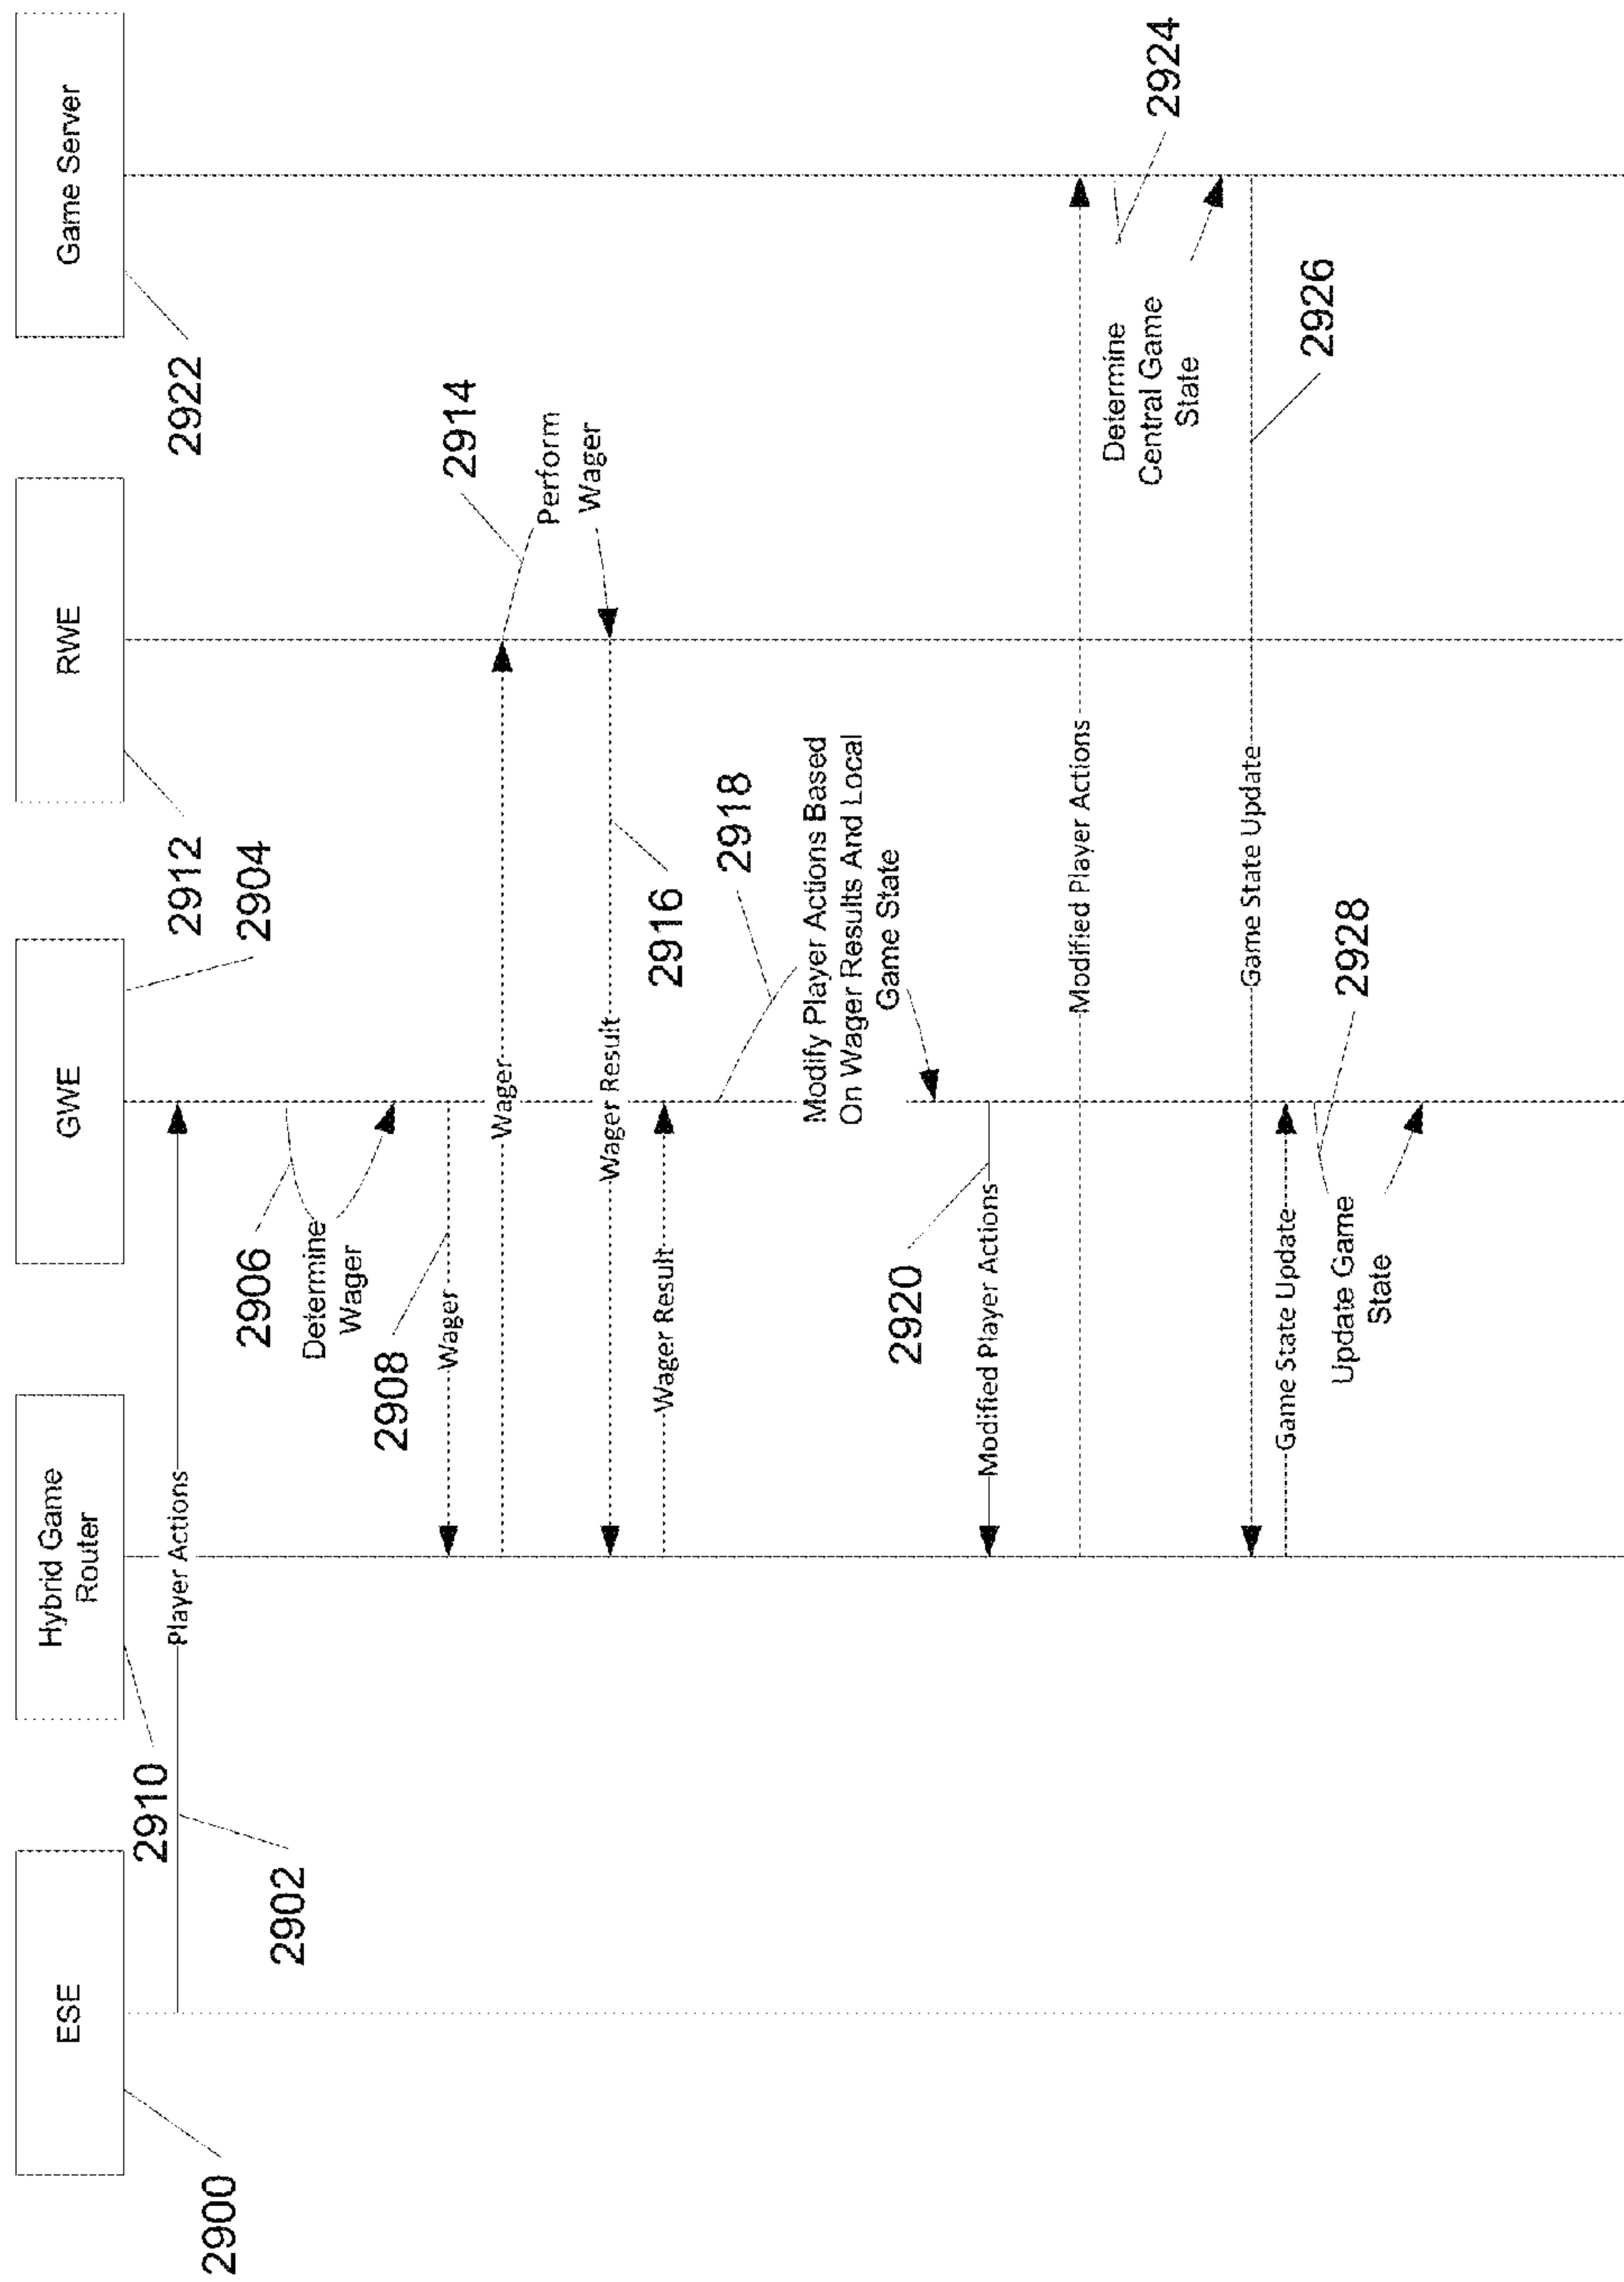 ESE
Hybrid Game
Router
GWE
RWE
Game Server
2900
2910
2904
2912
2922
Player Actions
2902
2906
Determine
Wager
2908
Wager
Wager
2914
Perform
Wager
Wager Result
2916
Wager Result
2918
Modify Player Actions Based
On Wager Results And Local
Game State
2920
Modified Player Actions
Modified Player Actions
2924
Determine
Central Game
State
Game State Update
2926
Game State Update
2928
Update Game
State